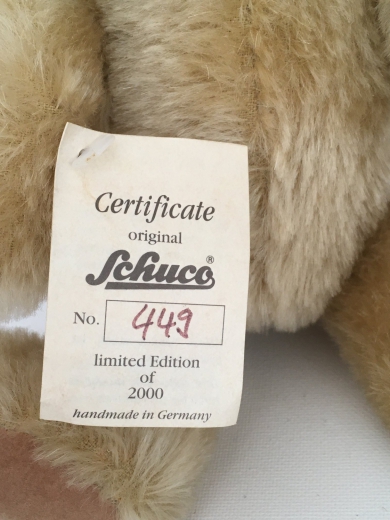 Certificate
original
Schuco®
No. 449
limited Edition
of
2000
handmade in Germany